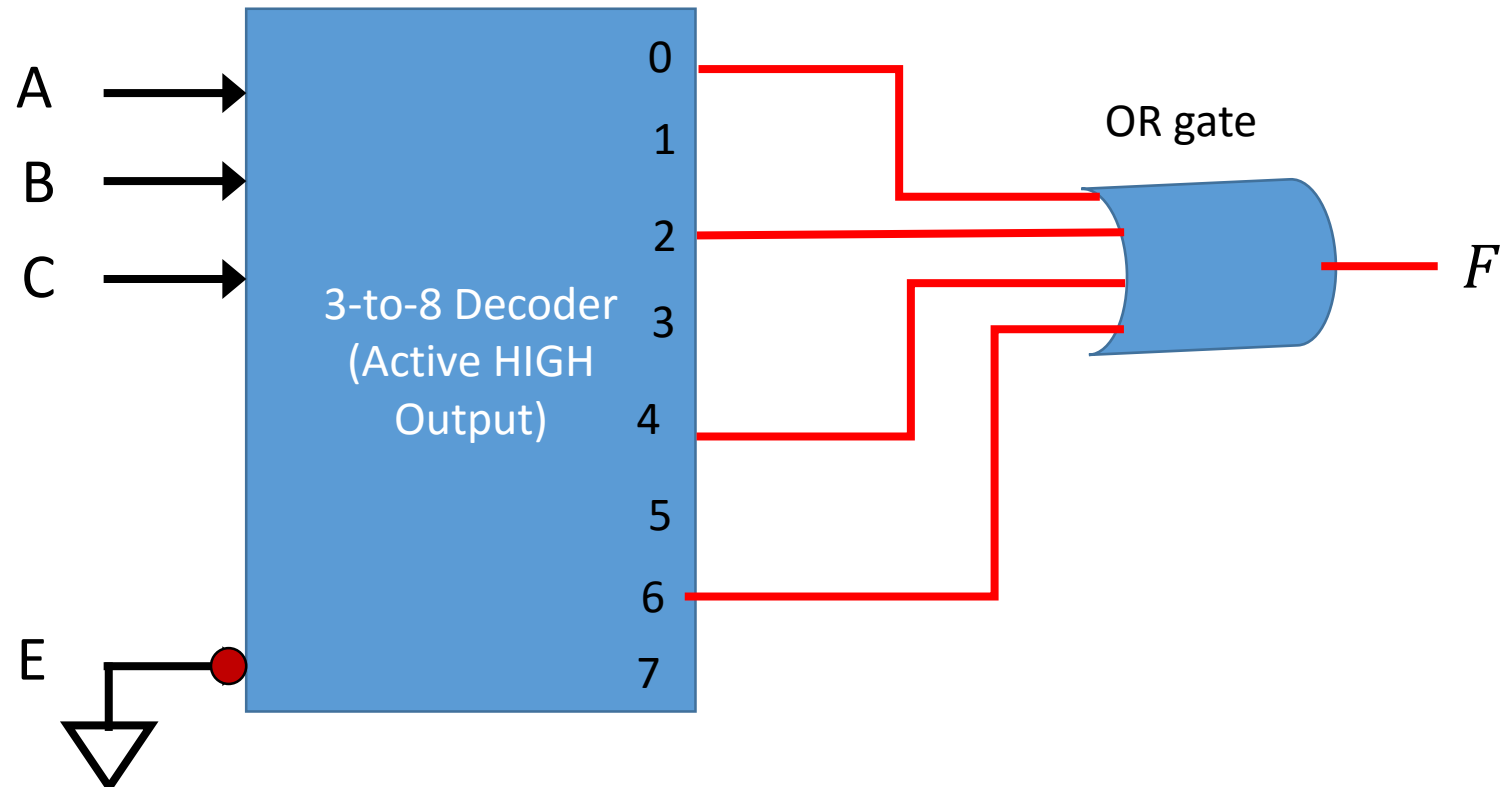 A
B
C
E
3-to-8 Decoder
(Active HIGH
Output)
0
1
2
3
4
5
6
7
OR gate
F